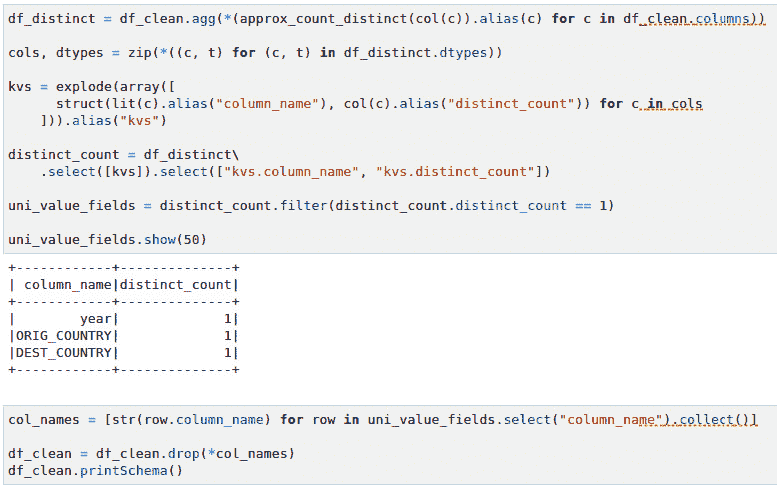 df_distinct = df_clean.agg(*(approx_count_distinct(col(c)).alias(c) for c in df_clean.columns))
cols, dtypes = zip(*((c, t) for (c, t) in df_distinct.dtypes))
kvs = explode(array([
      struct(lit(c).alias("column_name"), col(c).alias("distinct_count")) for c in cols
    ])).alias("kvs")
distinct_count = df_distinct\
    .select([kvs]).select(["kvs.column_name", "kvs.distinct_count"])
uni_value_fields = distinct_count.filter(distinct_count.distinct_count == 1)
uni_value_fields.show(50)
+------------+--------------+
| column_name|distinct_count|
+------------+--------------+
|        year|             1|
|ORIG_COUNTRY|             1|
|DEST_COUNTRY|             1|
+------------+--------------+
col_names = [str(row.column_name) for row in uni_value_fields.select("column_name").collect()]
df_clean = df_clean.drop(*col_names)
df_clean.printSchema()